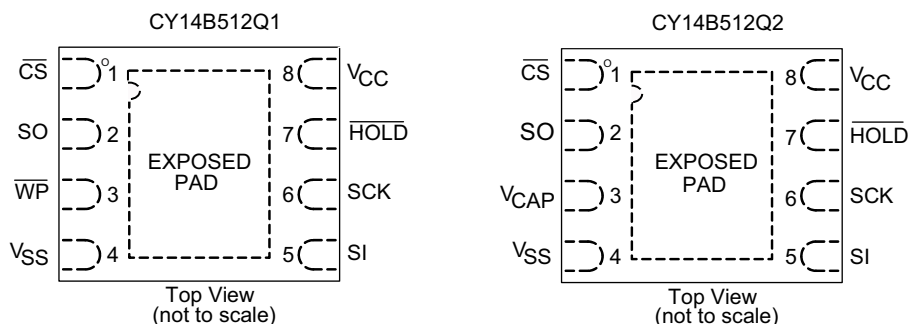 CY14B512Q1
CS 1 8 VCC
SO 2 7 HOLD
WP 3 6 SCK
VSS 4 5 SI
EXPOSED
PAD
Top View
(not to scale)
CY14B512Q2
CS 1 8 VCC
SO 2 7 HOLD
VCAP 3 6 SCK
VSS 4 5 SI
EXPOSED
PAD
Top View
(not to scale)